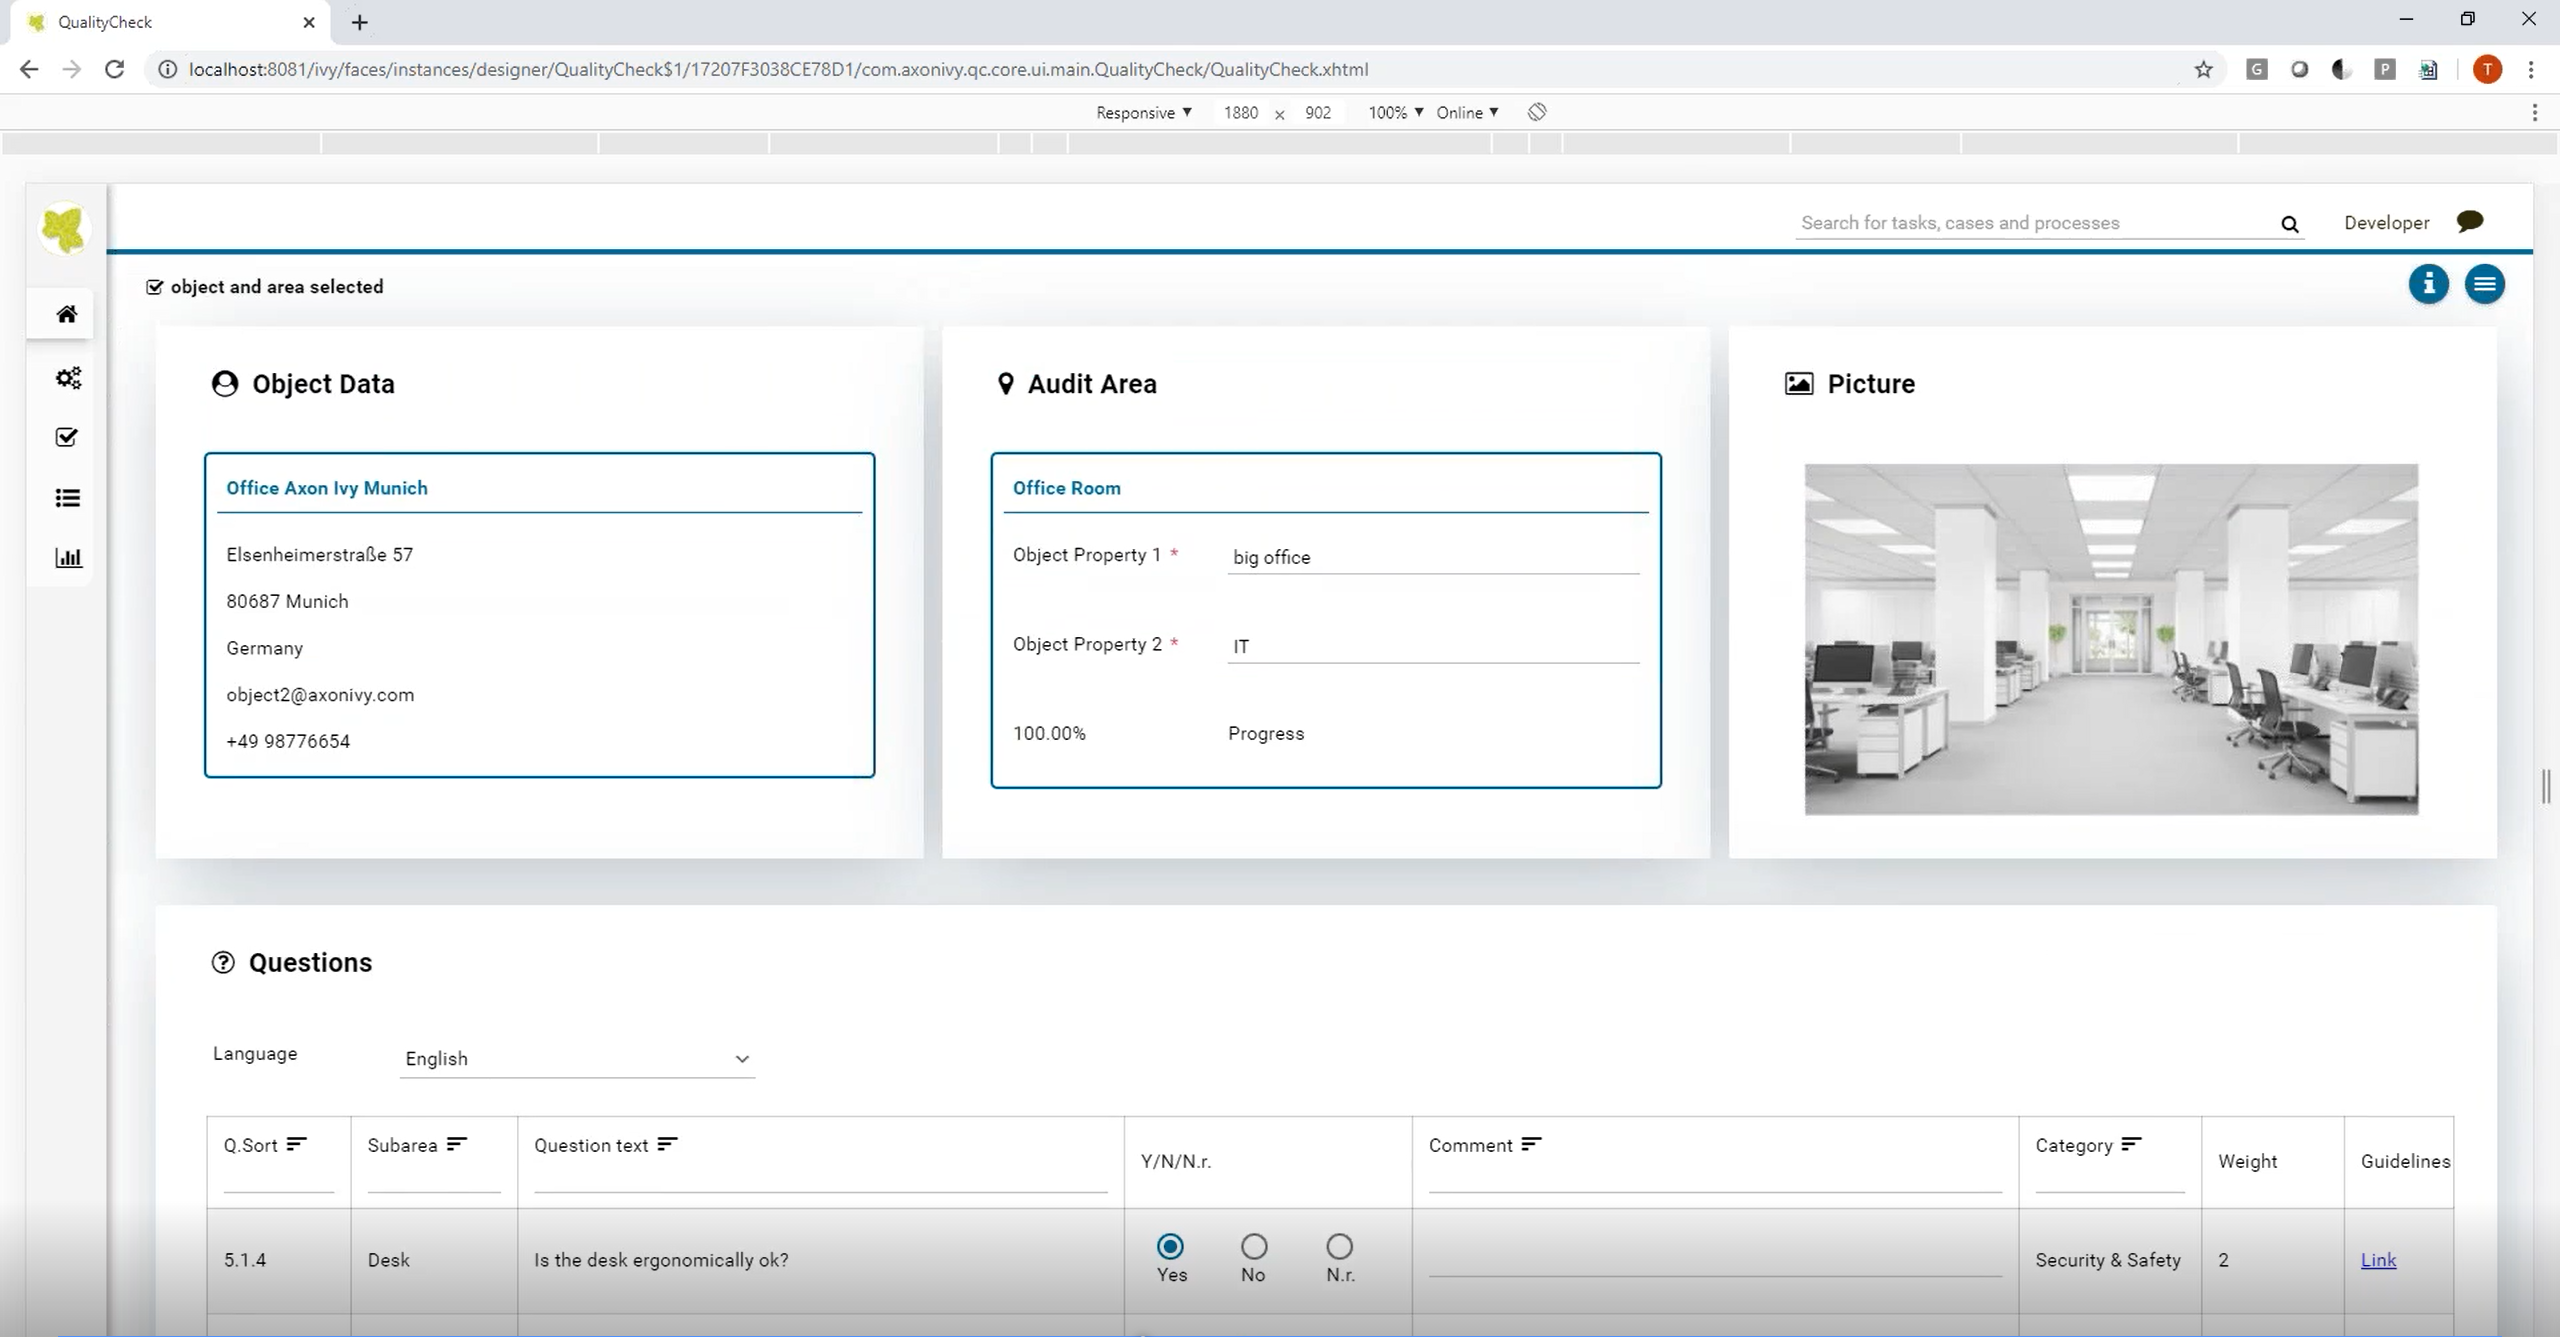 QualityCheck
localhost:8081/ivy/faces/instances/designer/QualityCheck$1/17207F3038CE78D1/com.axonivy.qc.core.ui.main.QualityCheck/QualityCheck.xhtml
G P T
Responsive 1880 x 902 100% Online
Search for tasks, cases and processes Developer
object and area selected
Object Data
Office Axon Ivy Munich
Elsenheimerstraße 57
80687 Munich
Germany
object2@axonivy.com
+49 98776654
Audit Area
Office Room
Object Property 1 * big office
Object Property 2 * IT
100.00% Progress
Picture
Questions
Language English
Q.Sort Subarea Question text Y/N/N.r. Comment Category Weight Guidelines
5.1.4 Desk Is the desk ergonomically ok? Yes No N.r. Security & Safety 2 Link